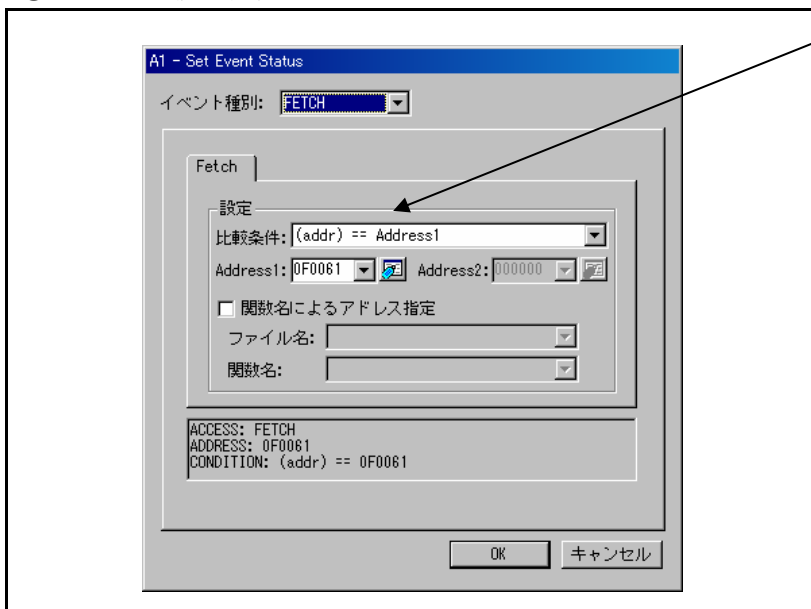 A1 - Set Event Status
イベント種別: FETCH
Fetch
設定
比較条件: (addr) == Address1
Address1: 0F0061 Address2: 000000
関数名によるアドレス指定
ファイル名:
関数名:
ACCESS: FETCH
ADDRESS: 0F0061
CONDITION: (addr) == 0F0061
OK キャンセル